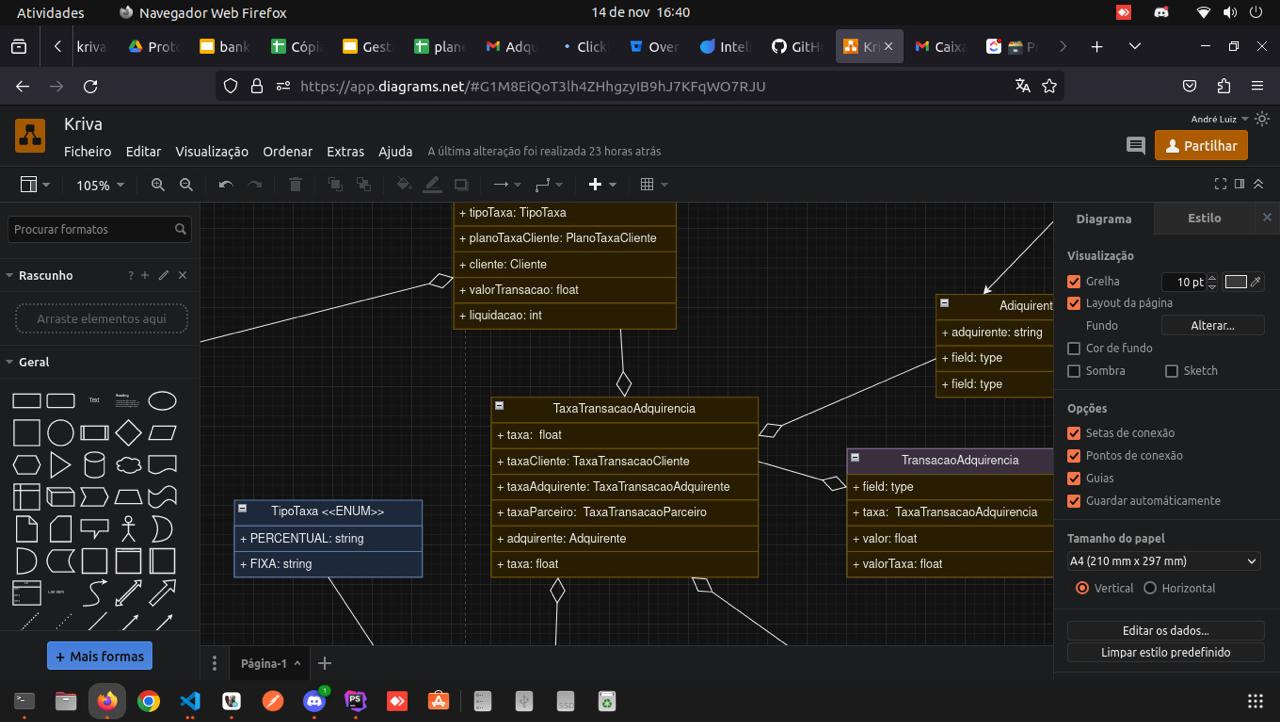 Atividades
Navegador Web Firefox
14 de nov 16:40
kriva
Proto
bank
Cópi
Gest
plane
Adqu
Click
Over
Inteli
GitHu
Kri
Caixa
P
https://app.diagrams.net/#G1M8EiQoT3lh4ZHhgzyIB9hJ7KFqWO7RJU
Kriva
André Luiz
Ficheiro Editar Visualização Ordenar Extras Ajuda
A última alteração foi realizada 23 horas atrás
Partilhar
105%
Procurar formatos
Rascunho
Arraste elementos aqui
Geral
Text
Heading
+ Mais formas
+ tipoTaxa: TipoTaxa
+ planoTaxaCliente: PlanoTaxaCliente
+ cliente: Cliente
+ valorTransacao: float
+ liquidacao: int
TaxaTransacaoAdquirencia
+ taxa: float
+ taxaCliente: TaxaTransacaoCliente
+ taxaAdquirente: TaxaTransacaoAdquirente
+ taxaParceiro: TaxaTransacaoParceiro
+ adquirente: Adquirente
+ taxa: float
TipoTaxa <<ENUM>>
+ PERCENTUAL: string
+ FIXA: string
Adiquirent
+ adquirente: string
+ field: type
+ field: type
TransacaoAdquirencia
+ field: type
+ taxa: TaxaTransacaoAdquirencia
+ valor: float
+ valorTaxa: float
Página-1
Diagrama
Estilo
Visualização
Grelha
10 pt
Layout da página
Fundo
Alterar...
Cor de fundo
Sombra
Sketch
Opções
Setas de conexão
Pontos de conexão
Guias
Guardar automáticamente
Tamanho do papel
A4 (210 mm x 297 mm)
Vertical
Horizontal
Editar os dados...
Limpar estilo predefinido
1
PS
SSD